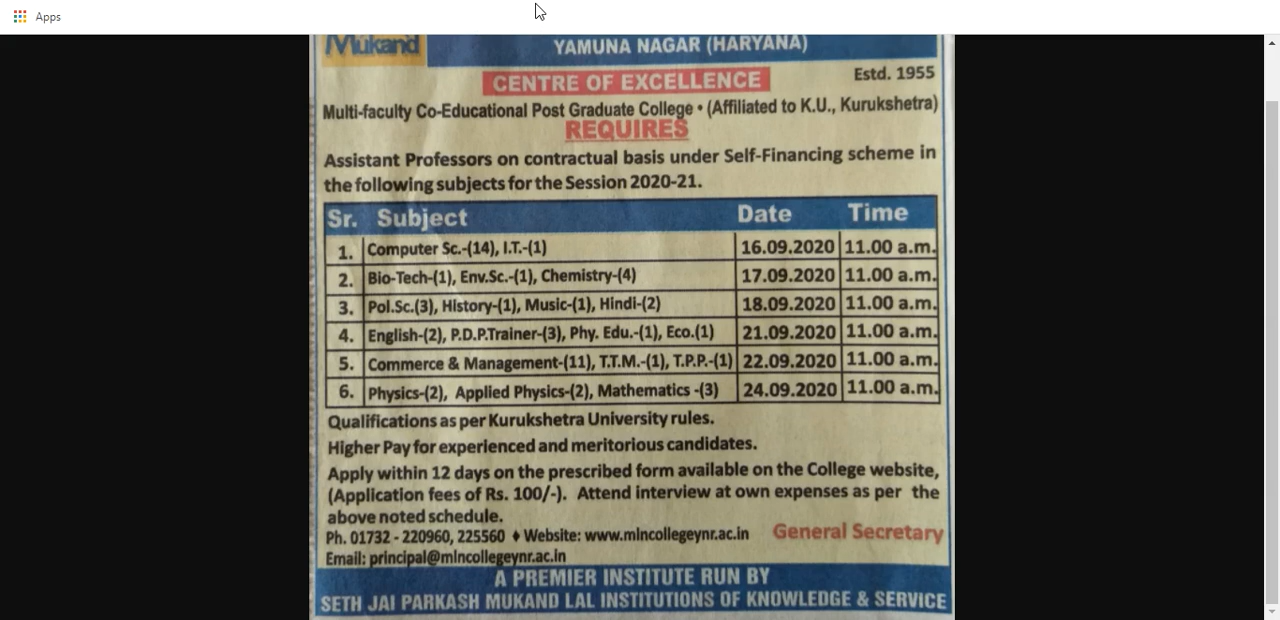 Apps
Mukand
YAMUNA NAGAR (HARYANA)
CENTRE OF EXCELLENCE
Estd. 1955
Multi-faculty Co-Educational Post Graduate College • (Affiliated to K.U., Kurukshetra)
REQUIRES
Assistant Professors on contractual basis under Self-Financing scheme in
the following subjects for the Session 2020-21.
Sr. Subject Date Time
1. Computer Sc.-(14), I.T.-(1) 16.09.2020 11.00 a.m.
2. Bio-Tech-(1), Env.Sc.-(1), Chemistry-(4) 17.09.2020 11.00 a.m.
3. Pol.Sc.(3), History-(1), Music-(1), Hindi-(2) 18.09.2020 11.00 a.m.
4. English-(2), P.D.P.Trainer-(3), Phy. Edu.-(1), Eco.(1) 21.09.2020 11.00 a.m.
5. Commerce & Management-(11), T.T.M.-(1), T.P.P.-(1) 22.09.2020 11.00 a.m.
6. Physics-(2), Applied Physics-(2), Mathematics -(3) 24.09.2020 11.00 a.m.
Qualifications as per Kurukshetra University rules.
Higher Pay for experienced and meritorious candidates.
Apply within 12 days on the prescribed form available on the College website,
(Application fees of Rs. 100/-). Attend interview at own expenses as per the
above noted schedule.
Ph. 01732 - 220960, 225560 ♦ Website: www.mlncollegeynr.ac.in General Secretary
Email: principal@mlncollegeynr.ac.in
A PREMIER INSTITUTE RUN BY
SETH JAI PARKASH MUKAND LAL INSTITUTIONS OF KNOWLEDGE & SERVICE